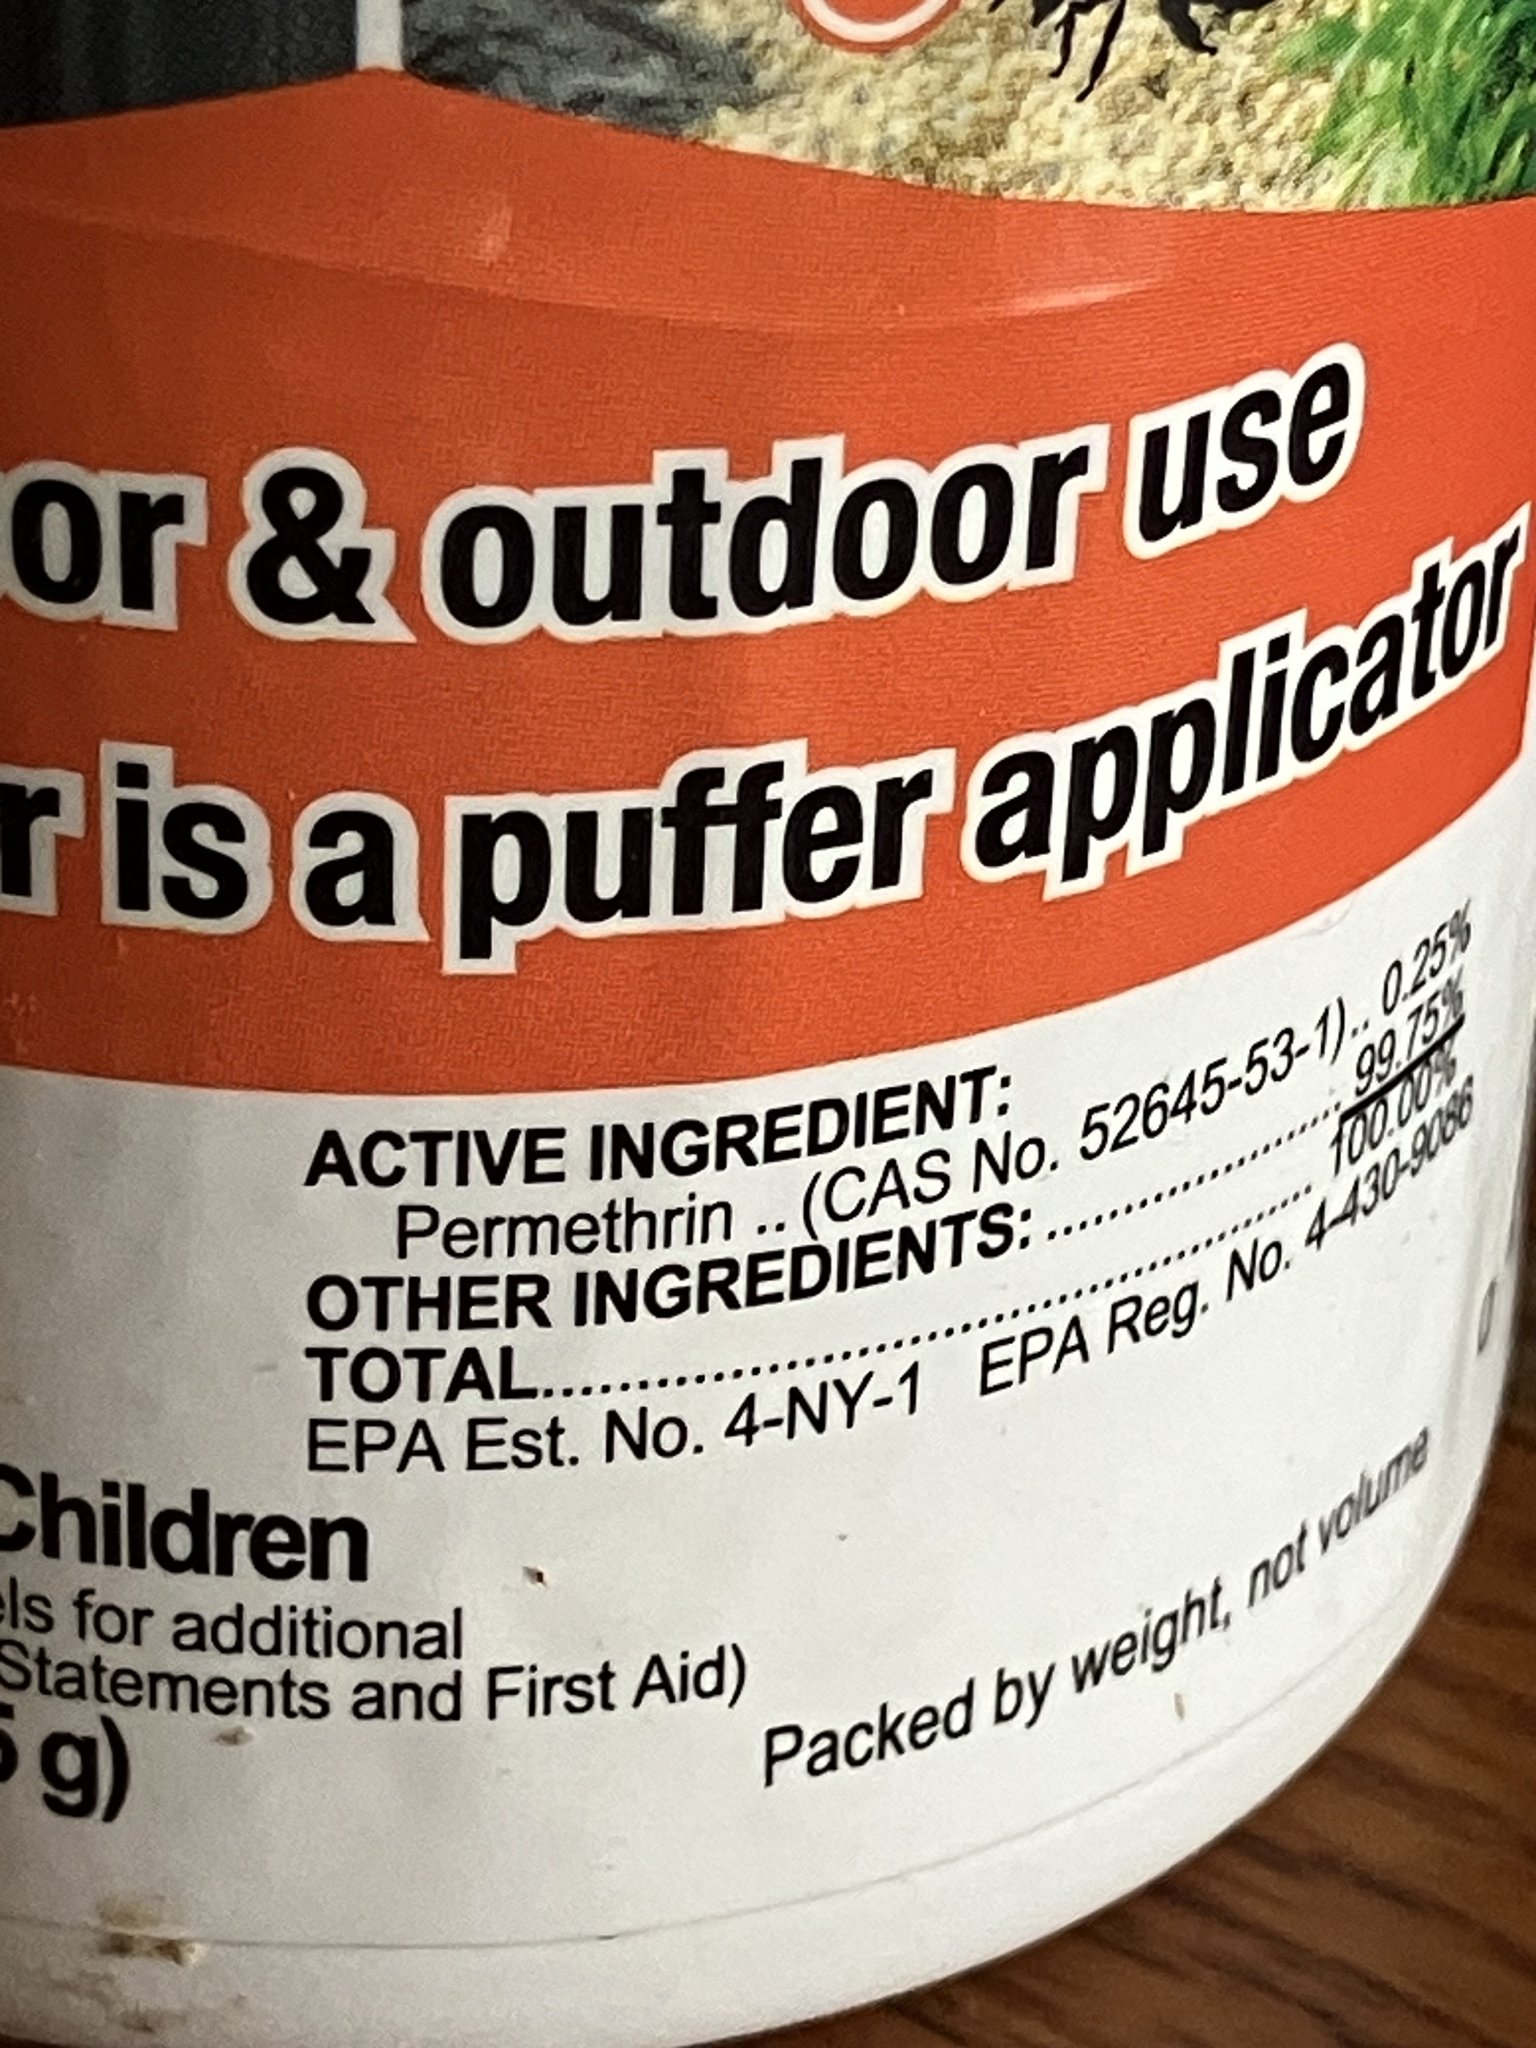 or & outdoor use
r is a puffer applicator
ACTIVE INGREDIENT:
Permethrin .. (CAS No. 52645-53-1).. 0.25%
OTHER INGREDIENTS: ........................ 99.75%
TOTAL................................................ 100.00%
EPA Est. No. 4-NY-1 EPA Reg. No. 4-430-9086
Children
els for additional
Statements and First Aid)
5 g)
Packed by weight, not volume